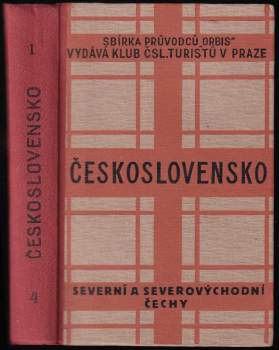 1
ČESKOSLOVENSKO
4
SBÍRKA PRŮVODCŮ „ORBIS"
VYDÁVÁ KLUB ČSL. TURISTŮ V PRAZE
ČESKOSLOVENSKO
SEVERNÍ A SEVEROVÝCHODNÍ
ČECHY